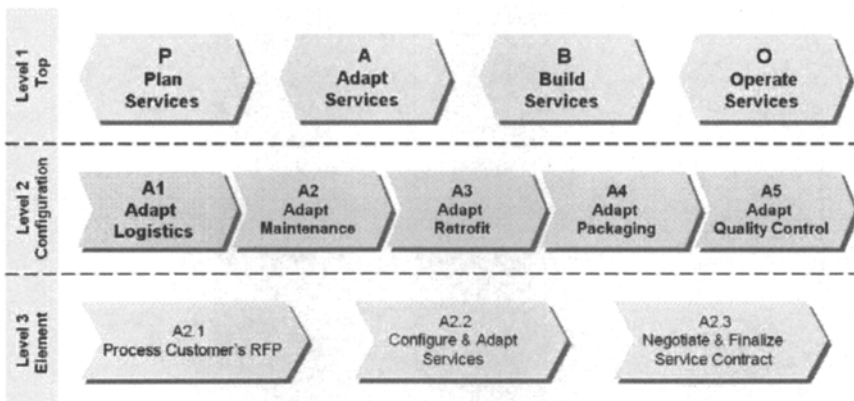 Level 1
Top
P
Plan
Services
A
Adapt
Services
B
Build
Services
O
Operate
Services
Level 2
Configuration
A1
Adapt
Logistics
A2
Adapt
Maintenance
A3
Adapt
Retrofit
A4
Adapt
Packaging
A5
Adapt
Quality Control
Level 3
Element
A2.1
Process Customer's RFP
A2.2
Configure & Adapt
Services
A2.3
Negotiate & Finalize
Service Contract